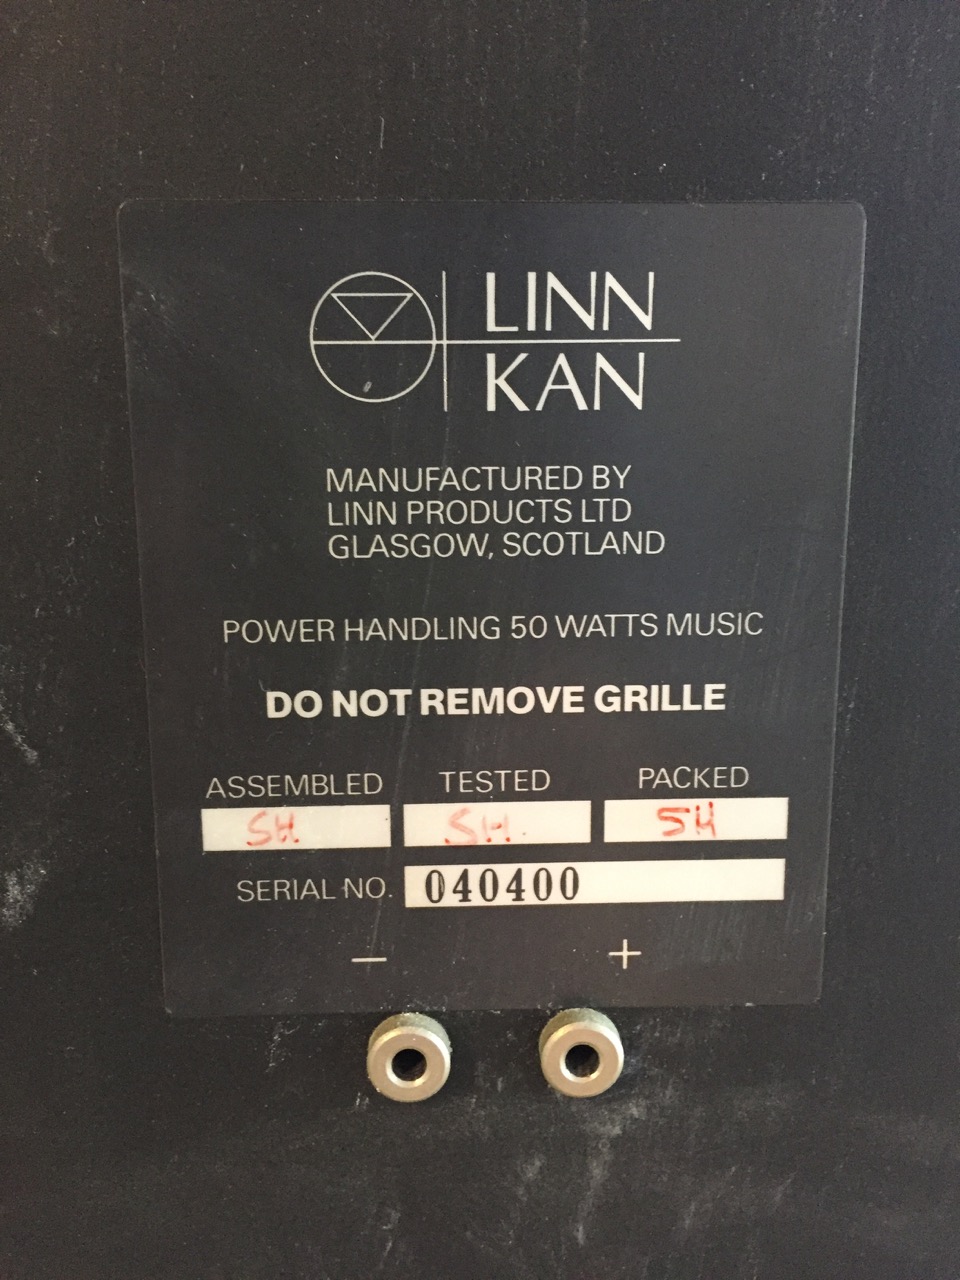 LINN
KAN
MANUFACTURED BY
LINN PRODUCTS LTD
GLASGOW, SCOTLAND
POWER HANDLING 50 WATTS MUSIC
DO NOT REMOVE GRILLE
ASSEMBLED TESTED PACKED
SH SH. SH
SERIAL NO. 040400
− +